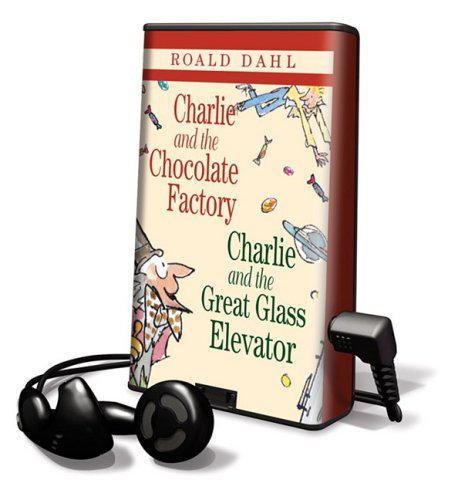 ROALD DAHL
Charlie
and the
Chocolate
Factory
Charlie
and the
Great Glass
Elevator